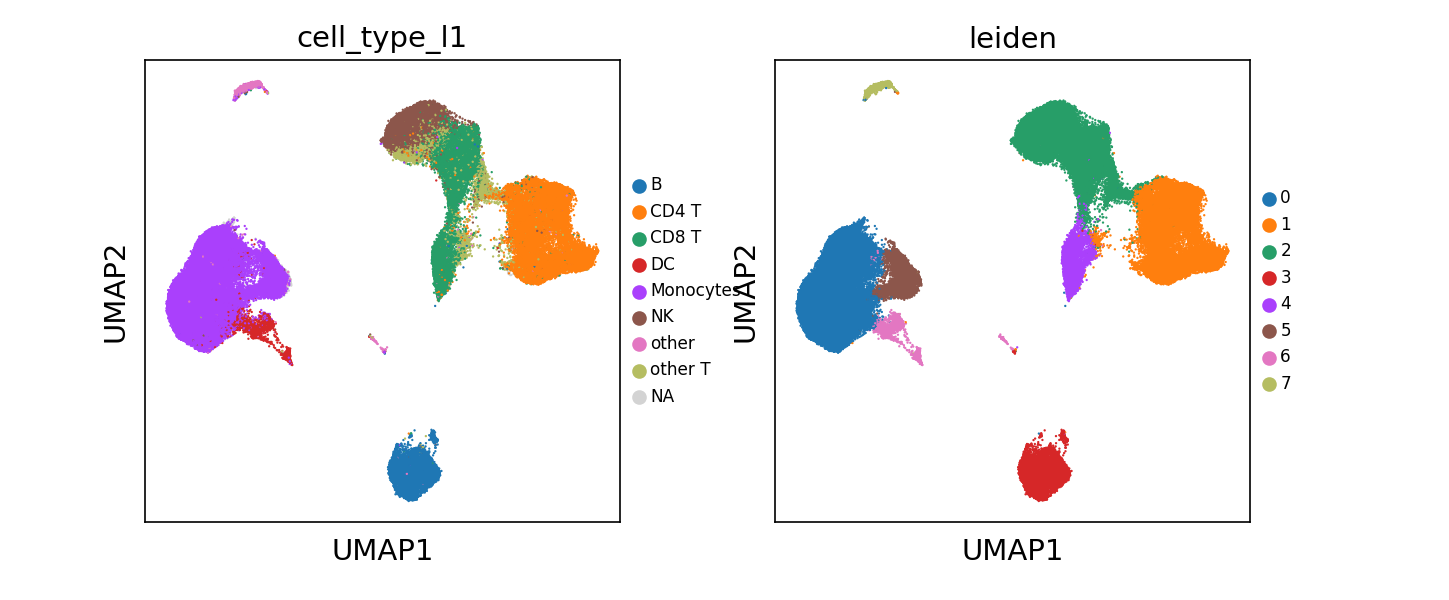 cell_type_l1
UMAP2
UMAP1
B
CD4 T
CD8 T
DC
Monocytes
NK
other
other T
NA
leiden
UMAP2
UMAP1
0
1
2
3
4
5
6
7